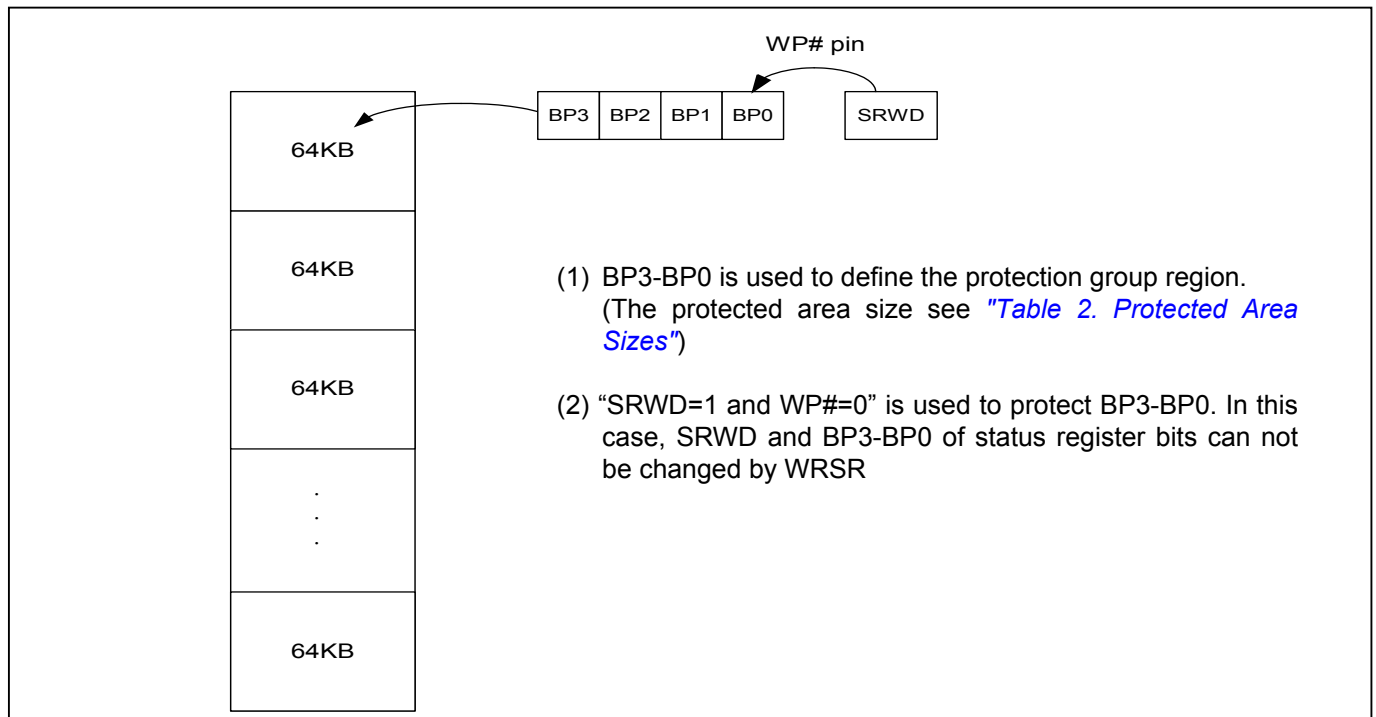 WP# pin
BP3 BP2 BP1 BP0 SRWD
64KB
64KB
64KB
.
.
.
64KB
(1) BP3-BP0 is used to define the protection group region.
(The protected area size see "Table 2. Protected Area
Sizes")
(2) “SRWD=1 and WP#=0” is used to protect BP3-BP0. In this
case, SRWD and BP3-BP0 of status register bits can not
be changed by WRSR